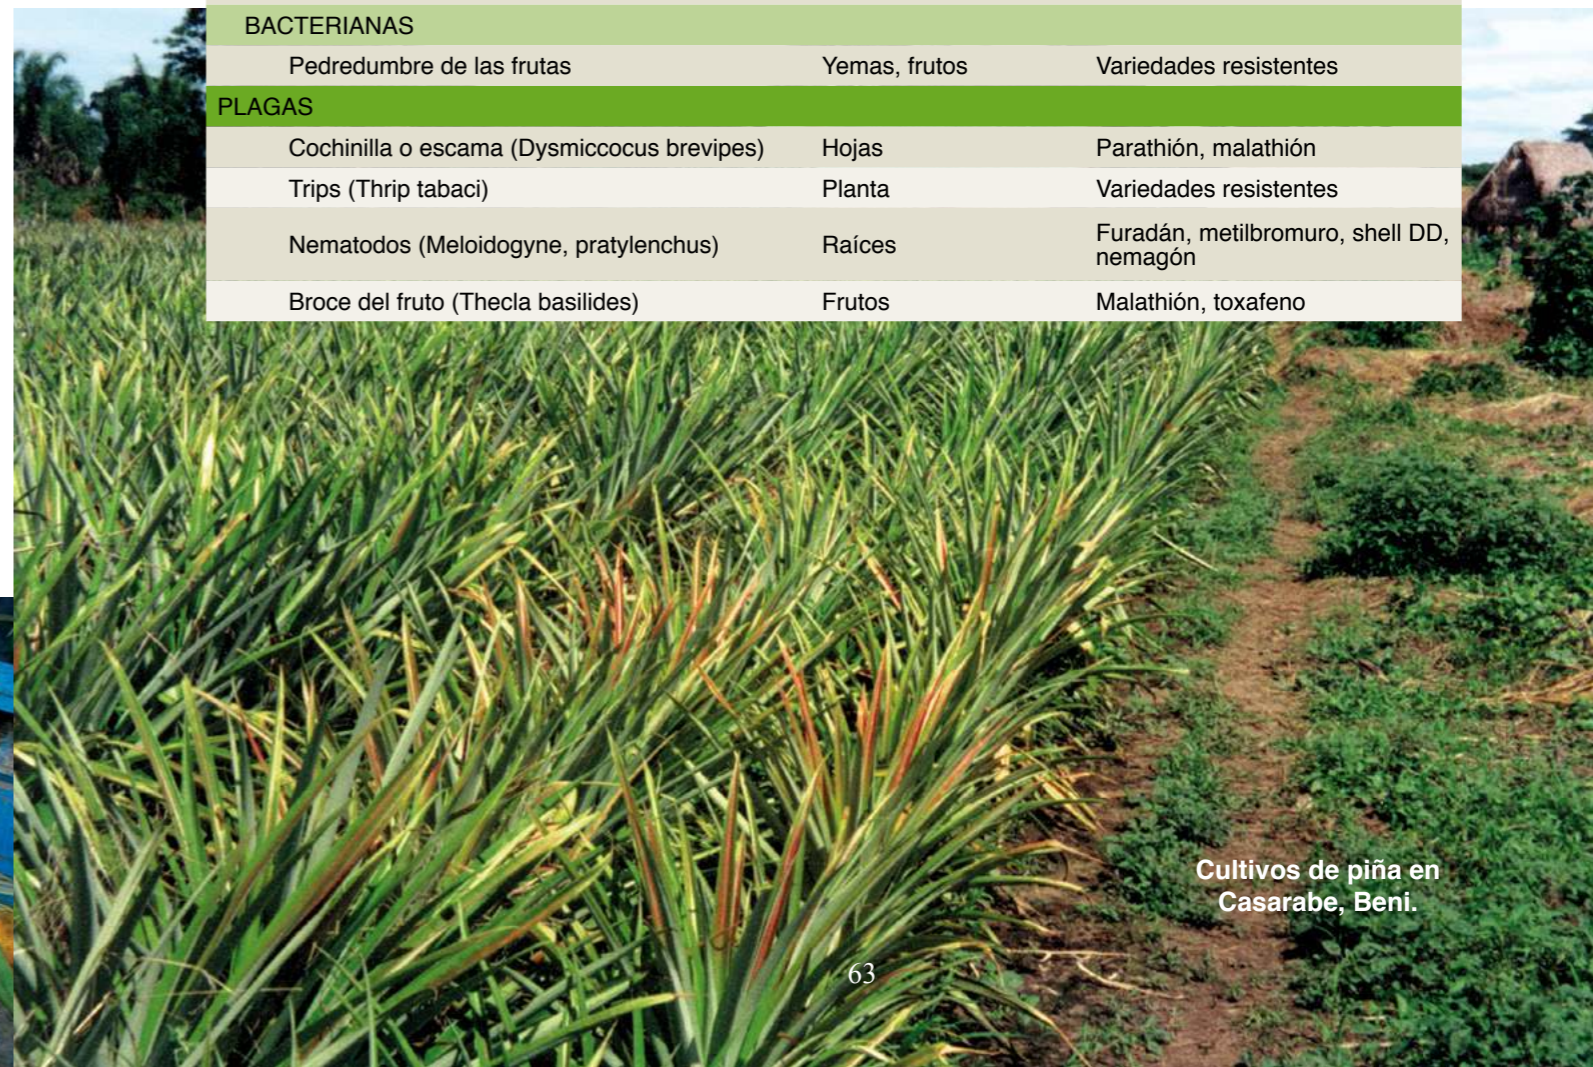 BACTERIANAS
Pedredumbre de las frutas Yemas, frutos Variedades resistentes
PLAGAS
Cochinilla o escama (Dysmiccocus brevipes) Hojas Parathión, malathión
Trips (Thrip tabaci) Planta Variedades resistentes
Nematodos (Meloidogyne, pratylenchus) Raíces Furadán, metilbromuro, shell DD,
nemagón
Broce del fruto (Thecla basilides) Frutos Malathión, toxafeno
Cultivos de piña en
Casarabe, Beni.
63